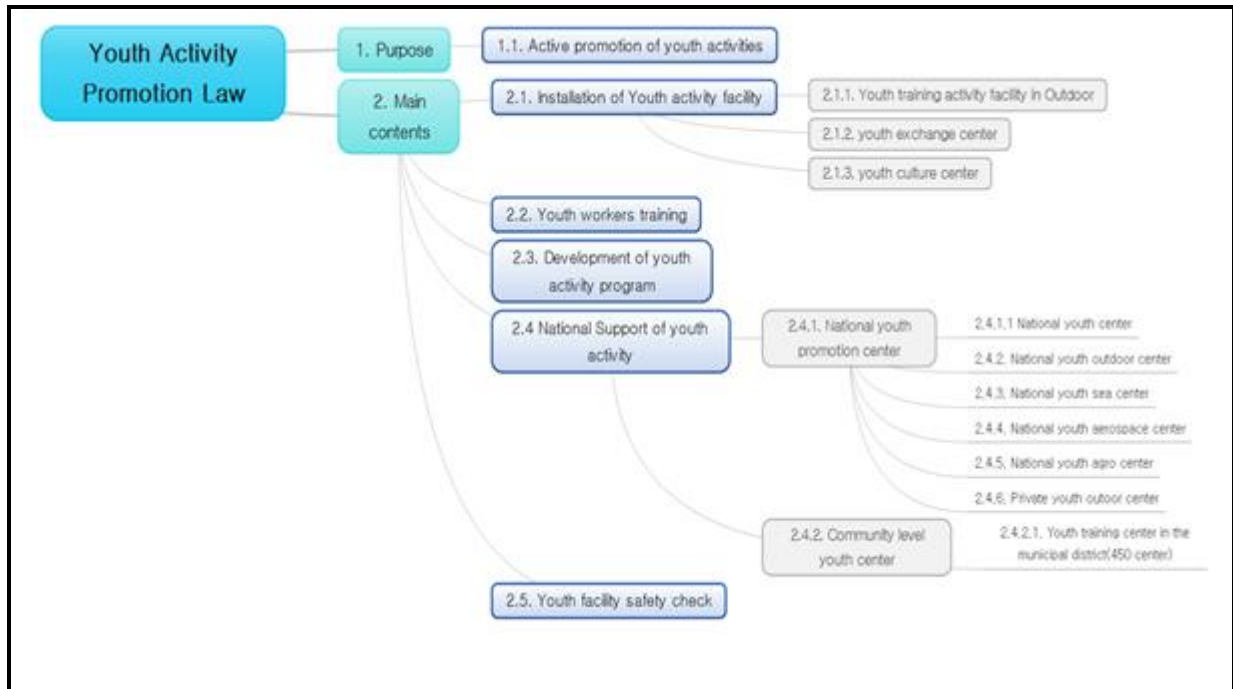 Youth Activity
Promotion Law
1. Purpose
1.1. Active promotion of youth activities
2. Main
contents
2.1. Installation of Youth activity facility
2.1.1. Youth training activity facility in Outdoor
2.1.2. youth exchange center
2.1.3. youth culture center
2.2. Youth workers training
2.3. Development of youth
activity program
2.4 National Support of youth
activity
2.4.1. National youth
promotion center
2.4.1.1 National youth center
2.4.2. National youth outdoor center
2.4.3. National youth sea center
2.4.4. National youth aerospace center
2.4.5. National youth agro center
2.4.6. Private youth outoor center
2.4.2. Community level
youth center
2.4.2.1. Youth training center in the
municipal district(450 center)
2.5. Youth facility safety check